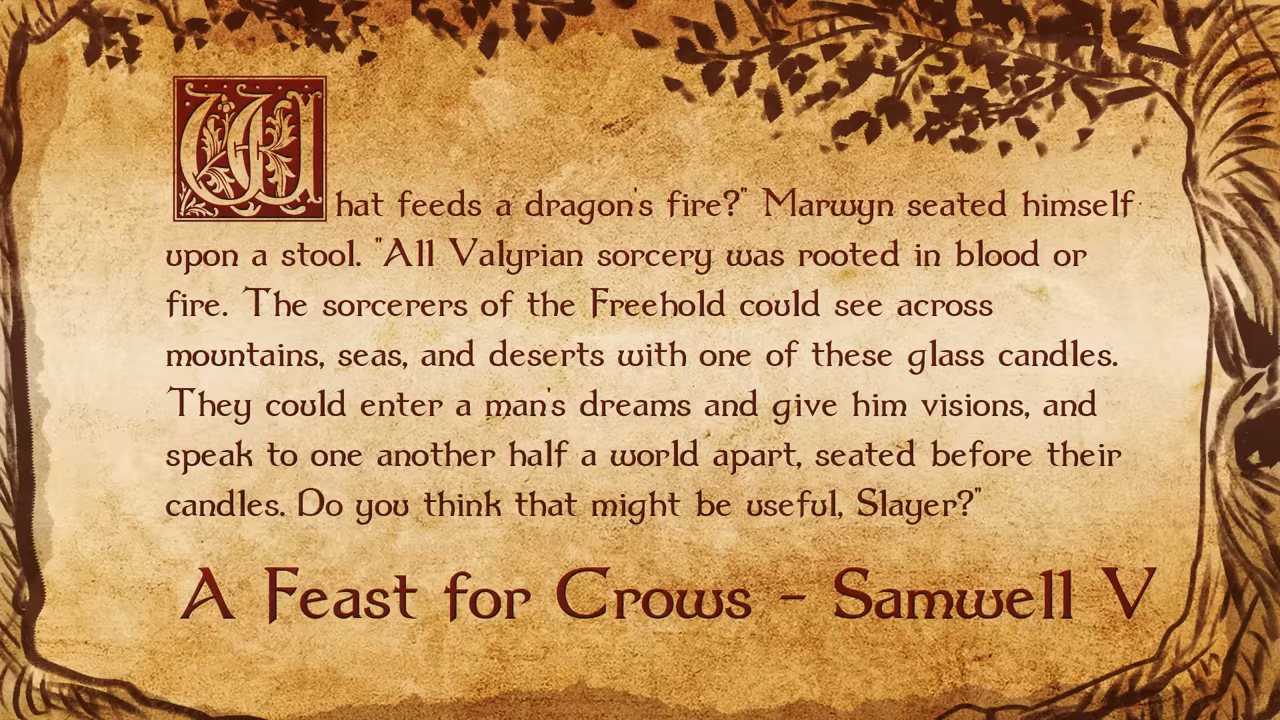 What feeds a dragon's fire?" Marwyn seated himself
upon a stool. "All Valyrian sorcery was rooted in blood or
fire. The sorcerers of the Freehold could see across
mountains, seas, and deserts with one of these glass candles.
They could enter a man's dreams and give him visions, and
speak to one another half a world apart, seated before their
candles. Do you think that might be useful, Slayer?"
A Feast for Crows - Samwell V